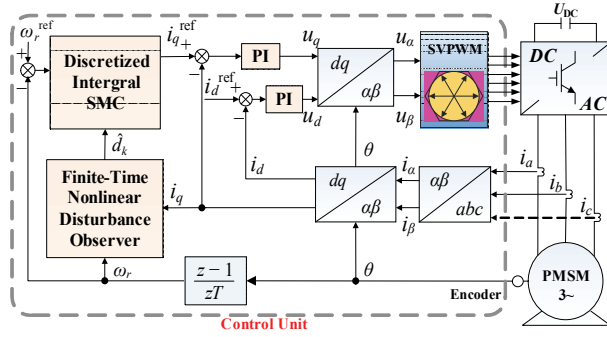 ω_r^ref
+
−
Discretized
Intergral
SMC
i_q^ref
+
−
PI
u_q
i_d^ref
+
−
PI
u_d
dq
αβ
u_α
u_β
SVPWM
U_DC
DC
AC
d̂_k
θ
Finite-Time
Nonlinear
Disturbance
Observer
i_d
i_q
dq
αβ
i_α
i_β
αβ
abc
i_a
i_b
i_c
ω_r
z − 1
zT
θ
Encoder
PMSM
3~
Control Unit